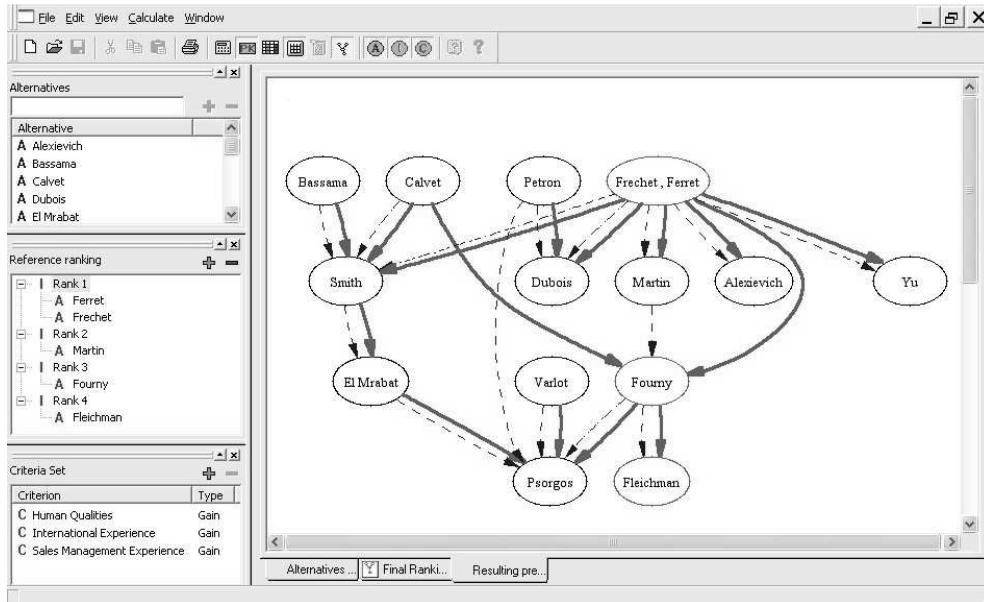 File Edit View Calculate Window
PK
A I C
Alternatives
Alternative
A Alexievich
A Bassama
A Calvet
A Dubois
A El Mrabat
Reference ranking
I Rank 1
A Ferret
A Frechet
I Rank 2
A Martin
I Rank 3
A Fourny
I Rank 4
A Fleichman
Criteria Set
Criterion Type
C Human Qualities Gain
C International Experience Gain
C Sales Management Experience Gain
Bassama Calvet Petron Frechet , Ferret
Smith Dubois Martin Alexievich Yu
El Mrabat Varlot Fourny
Psorgos Fleichman
Alternatives ... Final Ranki... Resulting pre...